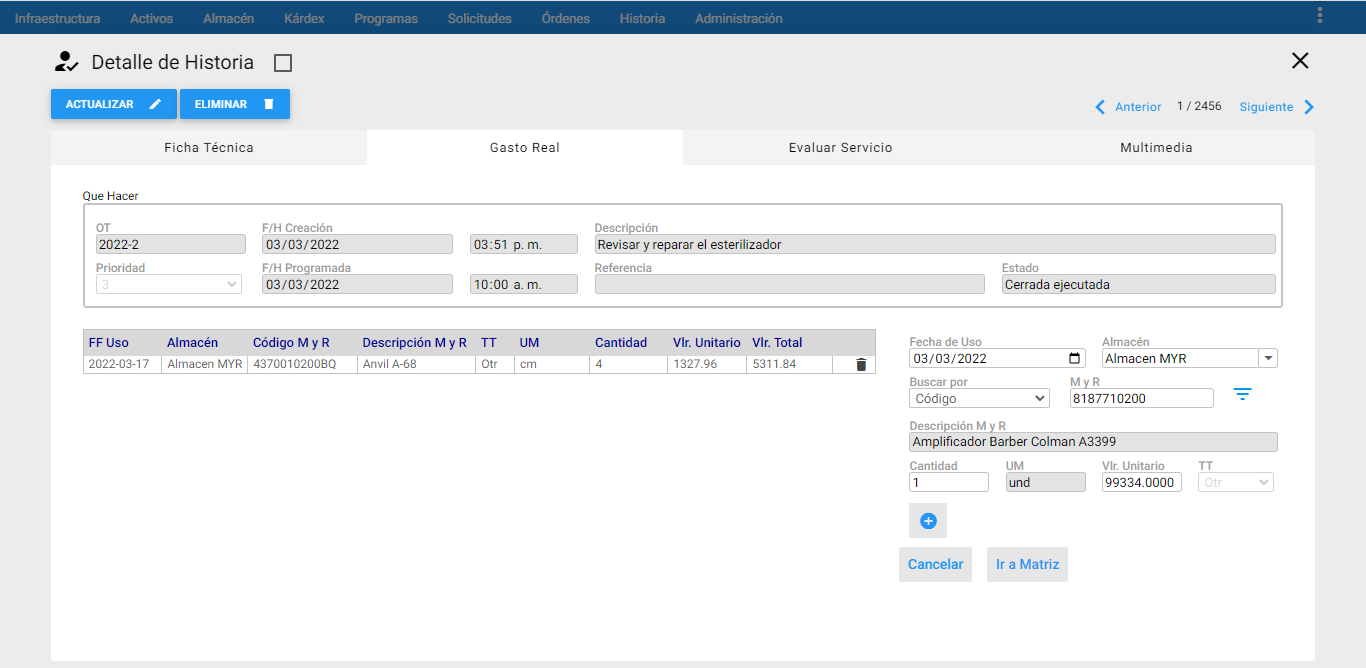 Infraestructura Activos Almacén Kárdex Programas Solicitudes Órdenes Historia Administración
Detalle de Historia
ACTUALIZAR ELIMINAR
Anterior 1 / 2456 Siguiente
Ficha Técnica Gasto Real Evaluar Servicio Multimedia
Que Hacer
OT F/H Creación Descripción
2022-2 03/03/2022 03:51 p. m. Revisar y reparar el esterilizador
Prioridad F/H Programada Referencia Estado
3 03/03/2022 10:00 a. m. Cerrada ejecutada
FF Uso Almacén Código M y R Descripción M y R TT UM Cantidad Vlr. Unitario Vlr. Total
2022-03-17 Almacen MYR 4370010200BQ Anvil A-68 Otr cm 4 1327.96 5311.84
Fecha de Uso Almacén
03/03/2022 Almacen MYR
Buscar por M y R
Código 8187710200
Descripción M y R
Amplificador Barber Colman A3399
Cantidad UM Vlr. Unitario TT
1 und 99334.0000 Otr
Cancelar Ir a Matriz